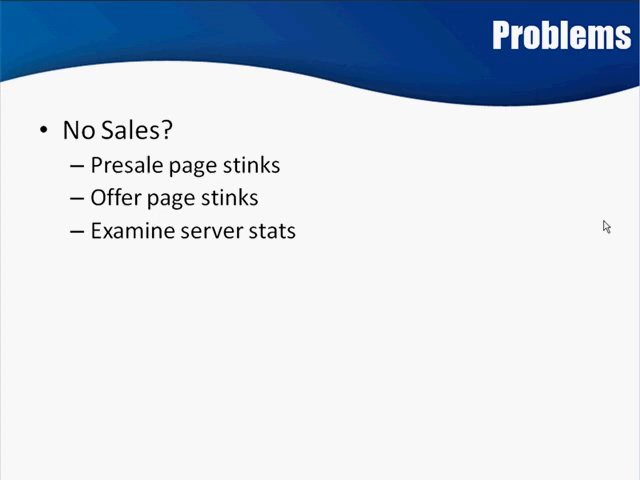 Problems
• No Sales?
– Presale page stinks
– Offer page stinks
– Examine server stats